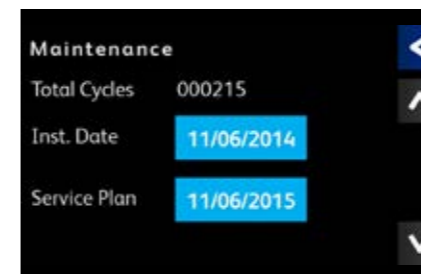 Maintenance
Total Cycles 000215
Inst. Date 11/06/2014
Service Plan 11/06/2015